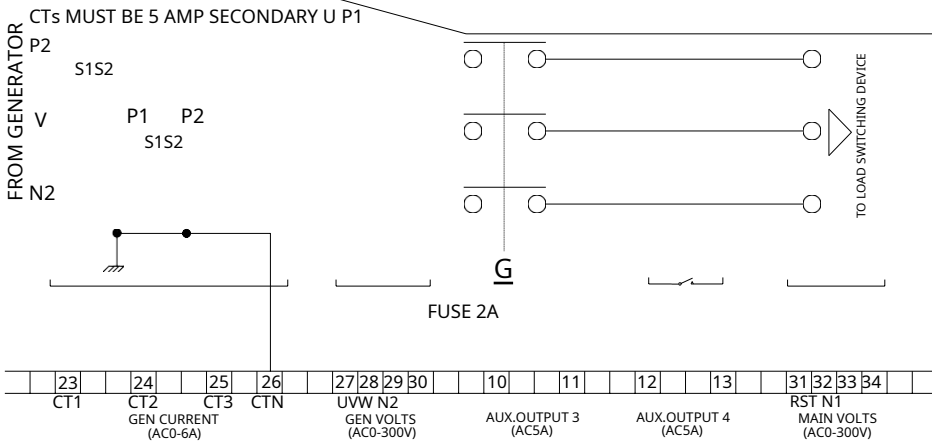 CTs MUST BE 5 AMP SECONDARY U P1
FROM GENERATOR
P2
S1S2
V P1 P2
S1S2
N2
TO LOAD SWITCHING DEVICE
G
FUSE 2A
23 24 25 26 27 28 29 30 10 11 12 13 31 32 33 34
CT1 CT2 CT3 CTN UVW N2 RST N1
GEN CURRENT GEN VOLTS AUX.OUTPUT 3 AUX.OUTPUT 4 MAIN VOLTS
(AC0-6A) (AC0-300V) (AC5A) (AC5A) (AC0-300V)